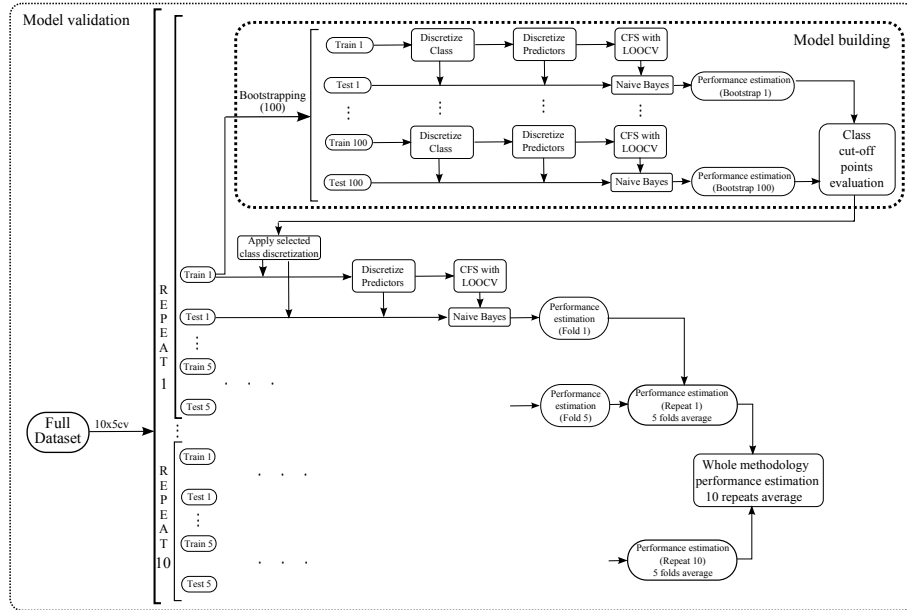 Model validation
Model building
Bootstrapping
(100)
Train 1
Discretize
Class
Discretize
Predictors
CFS with
LOOCV
Test 1
Naive Bayes
Performance estimation
(Bootstrap 1)
Train 100
Discretize
Class
Discretize
Predictors
CFS with
LOOCV
Test 100
Naive Bayes
Performance estimation
(Bootstrap 100)
Class
cut-off
points
evaluation
Apply selected
class discretization
Train 1
Discretize
Predictors
CFS with
LOOCV
Test 1
Naive Bayes
Performance
estimation
(Fold 1)
REPEAT
1
Train 5
Test 5
Performance
estimation
(Fold 5)
Performance estimation
(Repeat 1)
5 folds average
Full
Dataset
10x5cv
REPEAT
10
Train 1
Test 1
Train 5
Test 5
Whole methodology
performance estimation
10 repeats average
Performance estimation
(Repeat 10)
5 folds average